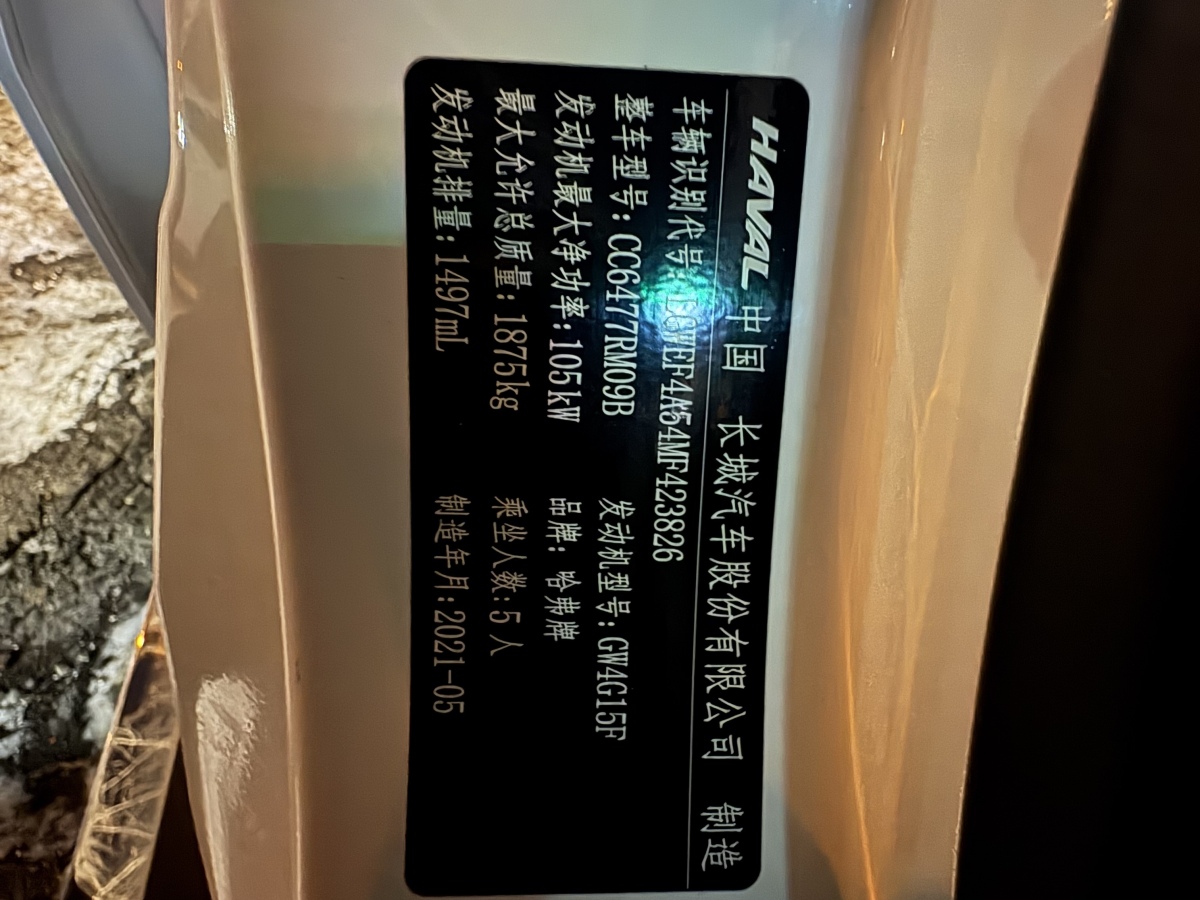 HAVAL 中国 长城汽车股份有限公司 制造
车辆识别代号:LGWEF4A54MF423826
整车型号:CC6477RM09B 发动机型号:GW4G15F
发动机最大净功率:105kW 品牌:哈弗牌
最大允许总质量:1875kg 乘坐人数:5人
发动机排量:1497mL 制造年月:2021-05